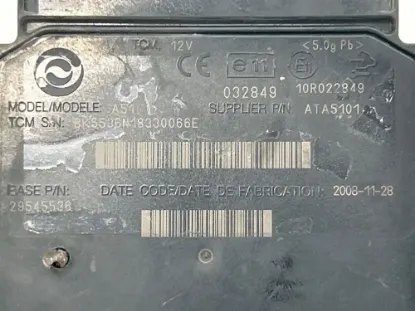 TCM, 12V CE e11 <5.0g Pb>
032849 10R022849
MODEL/MODELE: SUPPLIER P/N: ATA5101
TCM S/N:
BASE P/N: DATE CODE/DATE DE FABRICATION: 2008-11-28
29545536